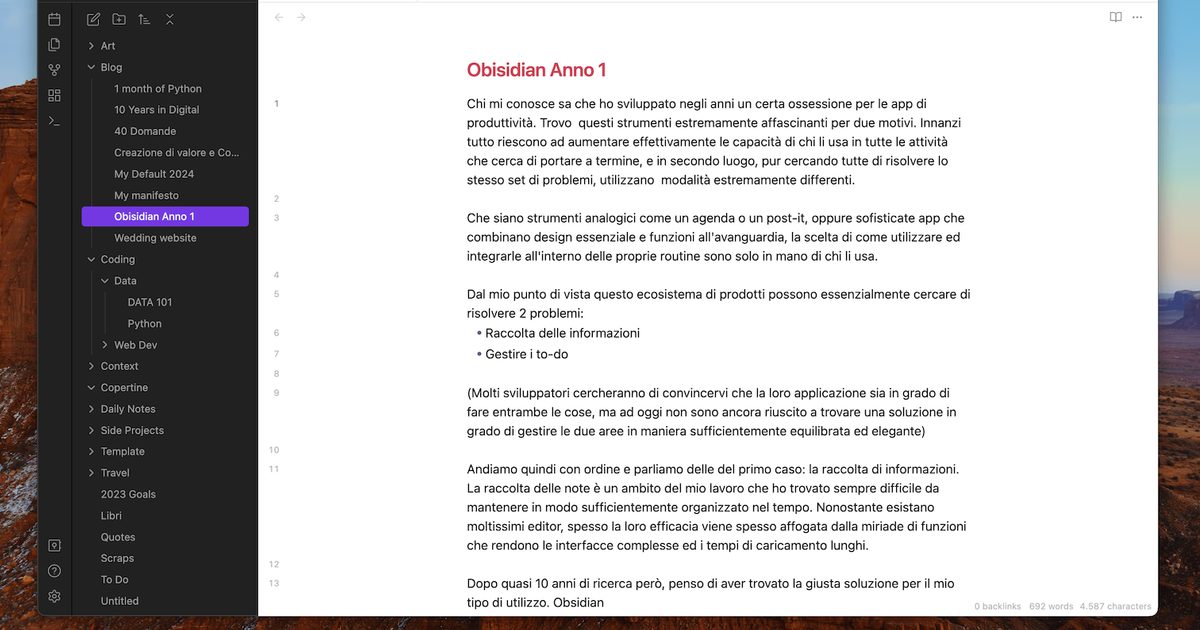 Art
Blog
1 month of Python
10 Years in Digital
40 Domande
Creazione di valore e Co...
My Default 2024
My manifesto
Obisidian Anno 1
Wedding website
Coding
Data
DATA 101
Python
Web Dev
Context
Copertine
Daily Notes
Side Projects
Template
Travel
2023 Goals
Libri
Quotes
Scraps
To Do
Untitled
Obisidian Anno 1
1
Chi mi conosce sa che ho sviluppato negli anni un certa ossessione per le app di
produttività. Trovo  questi strumenti estremamente affascinanti per due motivi. Innanzi
tutto riescono ad aumentare effettivamente le capacità di chi li usa in tutte le attività
che cerca di portare a termine, e in secondo luogo, pur cercando tutte di risolvere lo
stesso set di problemi, utilizzano  modalità estremamente differenti.
2
3
Che siano strumenti analogici come un agenda o un post-it, oppure sofisticate app che
combinano design essenziale e funzioni all'avanguardia, la scelta di come utilizzare ed
integrarle all'interno delle proprie routine sono solo in mano di chi li usa.
4
5
Dal mio punto di vista questo ecosistema di prodotti possono essenzialmente cercare di
risolvere 2 problemi:
6
• Raccolta delle informazioni
7
• Gestire i to-do
8
9
(Molti sviluppatori cercheranno di convincervi che la loro applicazione sia in grado di
fare entrambe le cose, ma ad oggi non sono ancora riuscito a trovare una soluzione in
grado di gestire le due aree in maniera sufficientemente equilibrata ed elegante)
10
11
Andiamo quindi con ordine e parliamo delle del primo caso: la raccolta di informazioni.
La raccolta delle note è un ambito del mio lavoro che ho trovato sempre difficile da
mantenere in modo sufficientemente organizzato nel tempo. Nonostante esistano
moltissimi editor, spesso la loro efficacia viene spesso affogata dalla miriade di funzioni
che rendono le interfacce complesse ed i tempi di caricamento lunghi.
12
13
Dopo quasi 10 anni di ricerca però, penso di aver trovato la giusta soluzione per il mio
tipo di utilizzo. Obsidian
0 backlinks 692 words 4.587 characters